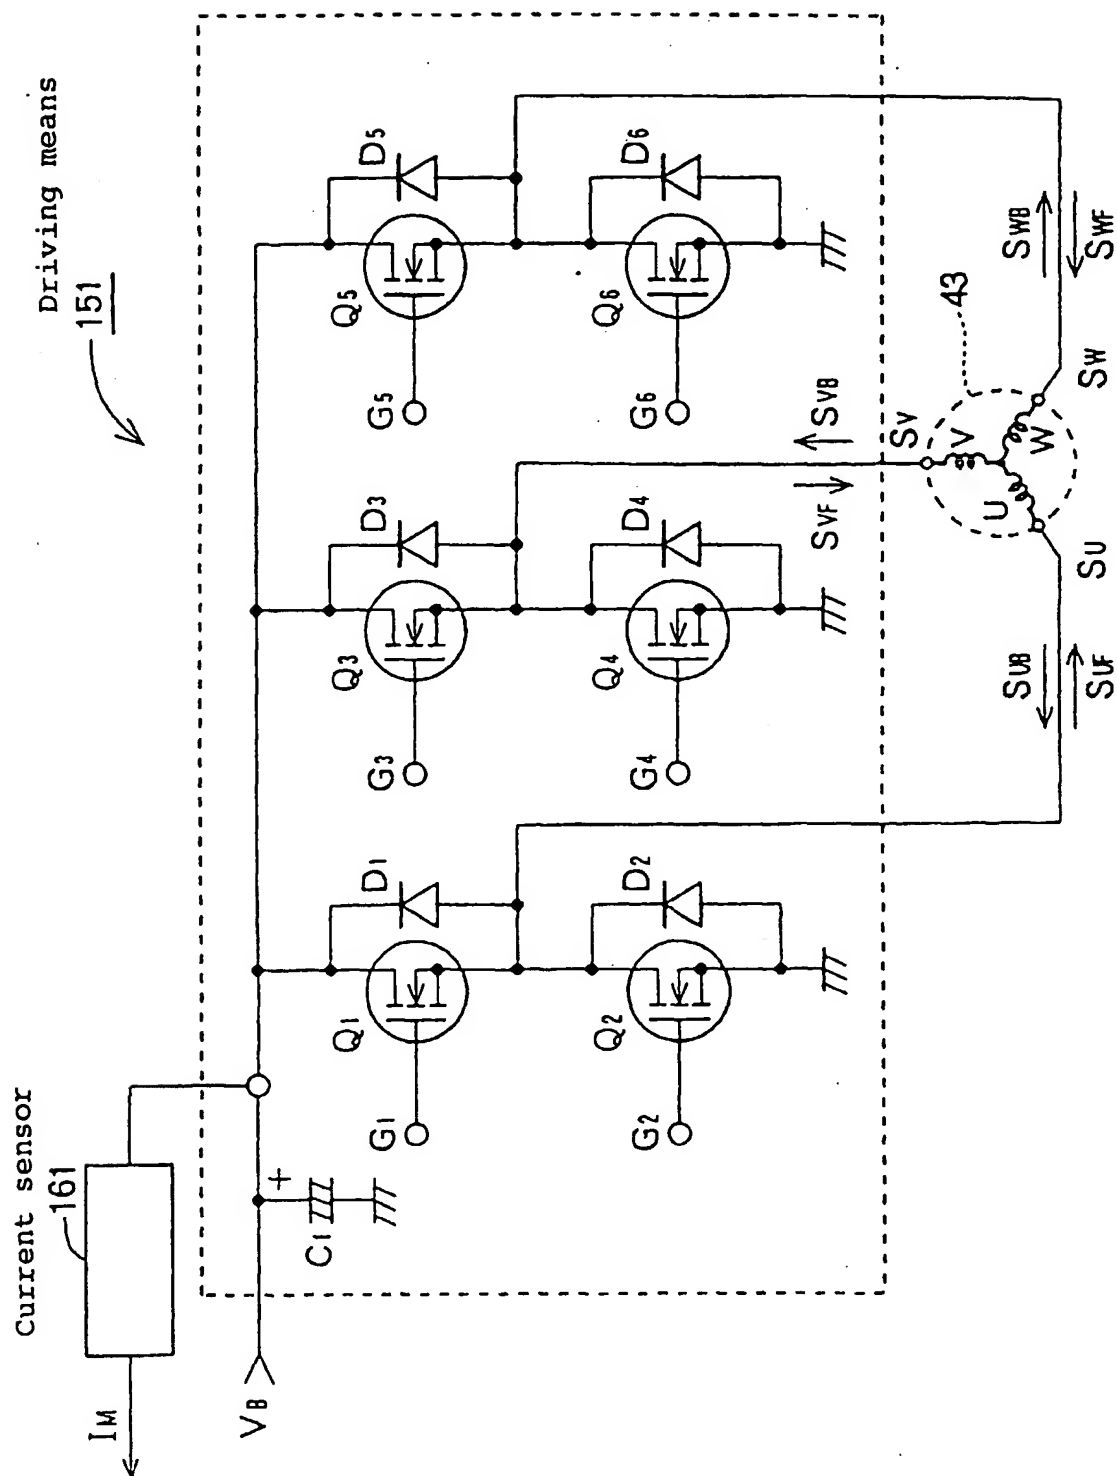 Driving means
151
Current sensor
161
IM
VB
C1
+
G1
Q1
D1
G2
Q2
D2
G3
Q3
D3
G4
Q4
D4
G5
Q5
D5
G6
Q6
D6
SUB
SUF
SU
SVF
SVB
SV
SWB
SWF
SW
43
U
V
W